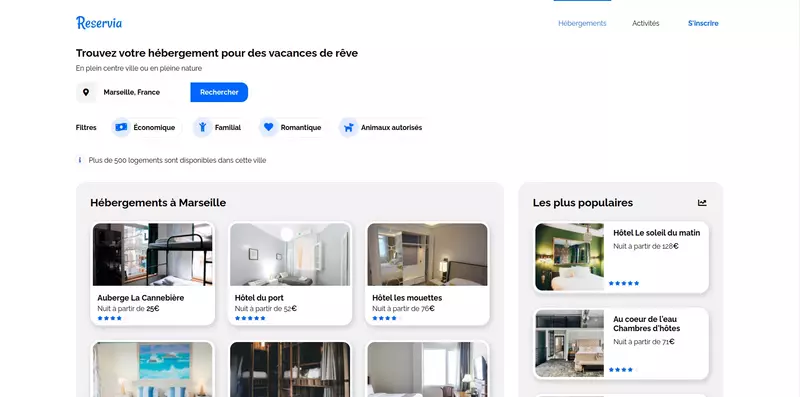 Reservia
Hébergements
Activités
S'inscrire
Trouvez votre hébergement pour des vacances de rêve
En plein centre ville ou en pleine nature
Marseille, France
Rechercher
Filtres
Économique
Familial
Romantique
Animaux autorisés
Plus de 500 logements sont disponibles dans cette ville
Hébergements à Marseille
Auberge La Cannebière
Nuit à partir de 25€
Hôtel du port
Nuit à partir de 52€
Hôtel les mouettes
Nuit à partir de 76€
Les plus populaires
Hôtel Le soleil du matin
Nuit à partir de 128€
Au coeur de l'eau
Chambres d'hôtes
Nuit à partir de 71€